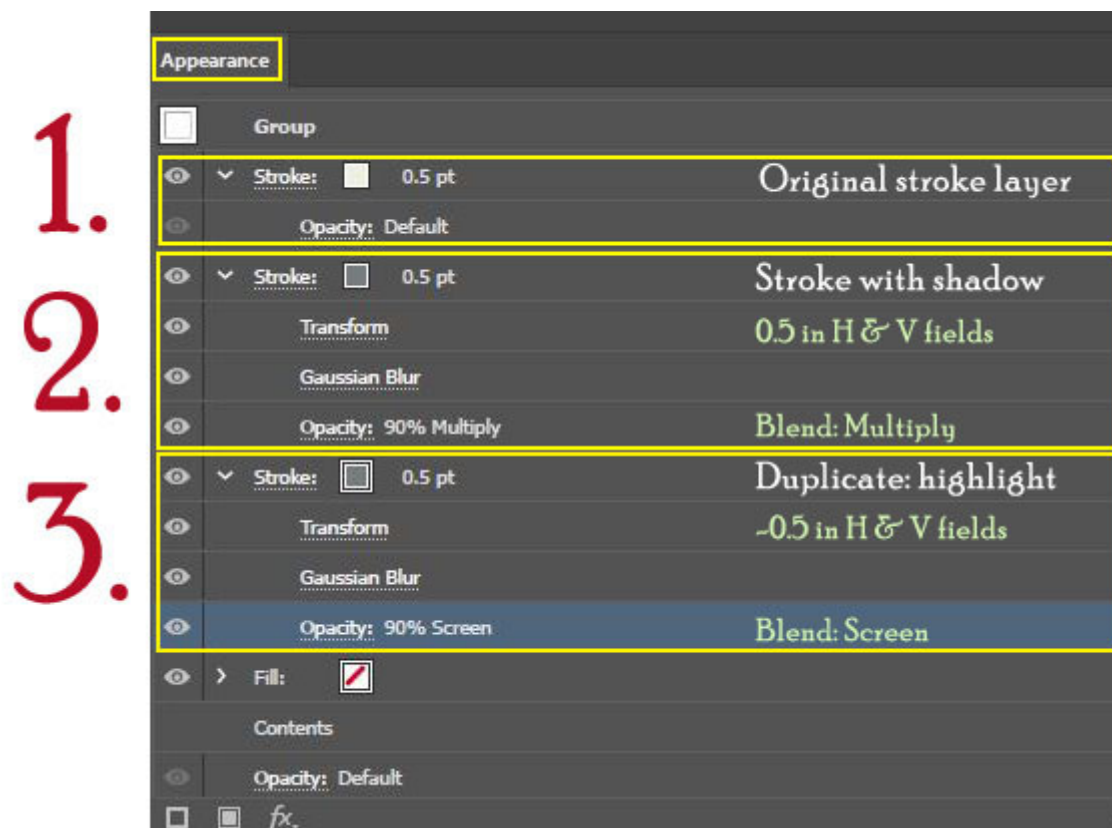 Appearance
1.
Group
Stroke: 0.5 pt Original stroke layer
Opacity: Default
2.
Stroke: 0.5 pt Stroke with shadow
Transform 0.5 in H & V fields
Gaussian Blur
Opacity: 90% Multiply Blend: Multiply
3.
Stroke: 0.5 pt Duplicate: highlight
Transform -0.5 in H & V fields
Gaussian Blur
Opacity: 90% Screen Blend: Screen
Fill:
Contents
Opacity: Default
fx.